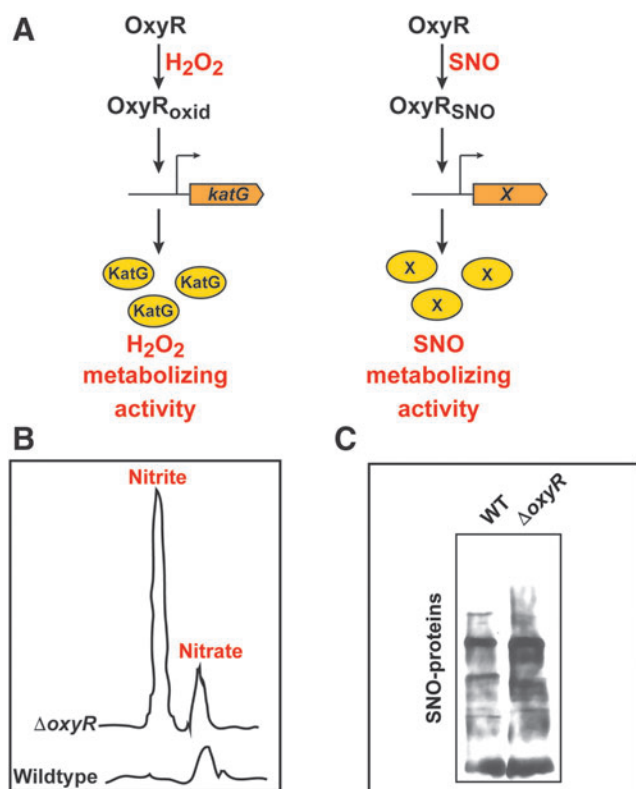 A
OxyR
H₂O₂
OxyRoxid
katG
KatG
KatG
KatG
H₂O₂
metabolizing
activity
OxyR
SNO
OxyRSNO
X
X
X
X
SNO
metabolizing
activity
B
Nitrite
Nitrate
ΔoxyR
Wildtype
C
WT
ΔoxyR
SNO-proteins